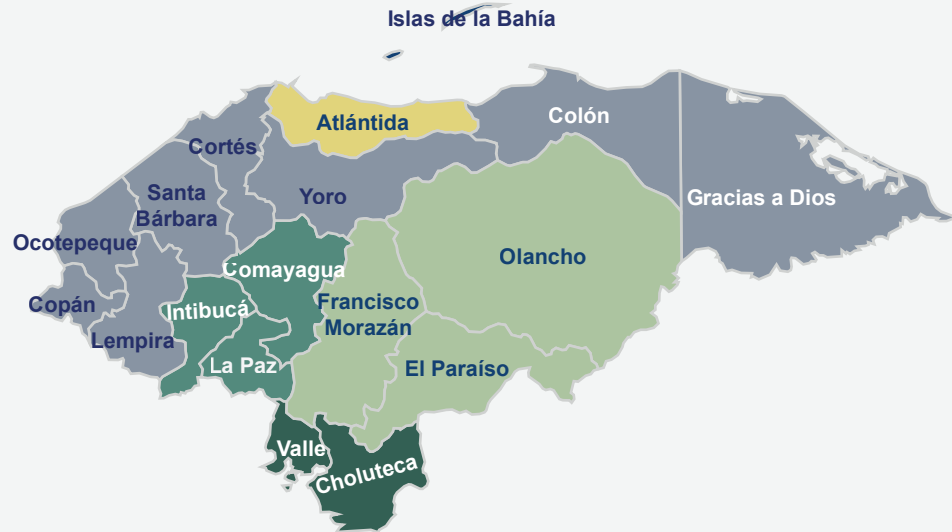 Islas de la Bahía
Atlántida
Colón
Cortés
Yoro
Santa
Bárbara
Gracias a Dios
Ocotepeque
Olancho
Comayagua
Copán
Intibucá
Francisco
Morazán
Lempira
La Paz
El Paraíso
Valle
Choluteca